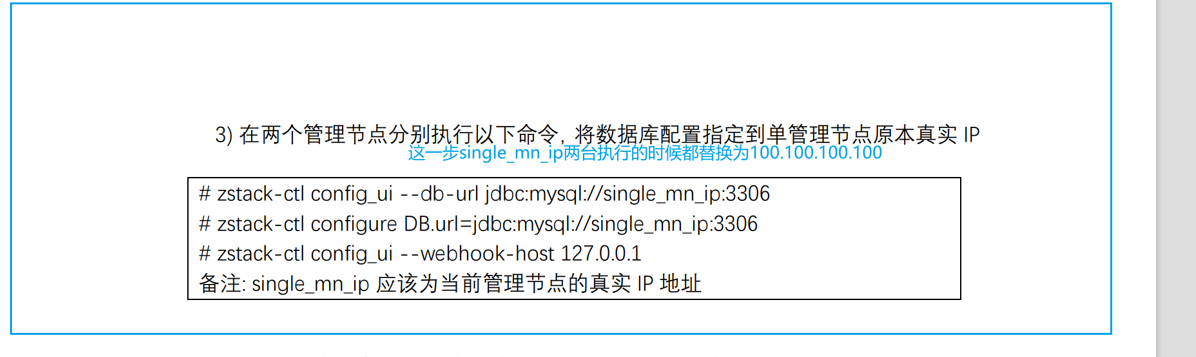 3) 在两个管理节点分别执行以下命令, 将数据库配置指定到单管理节点原本真实 IP
这一步single_mn_ip两台执行的时候都替换为100.100.100.100
# zstack-ctl config_ui --db-url jdbc:mysql://single_mn_ip:3306
# zstack-ctl configure DB.url=jdbc:mysql://single_mn_ip:3306
# zstack-ctl config_ui --webhook-host 127.0.0.1
备注: single_mn_ip 应该为当前管理节点的真实 IP 地址